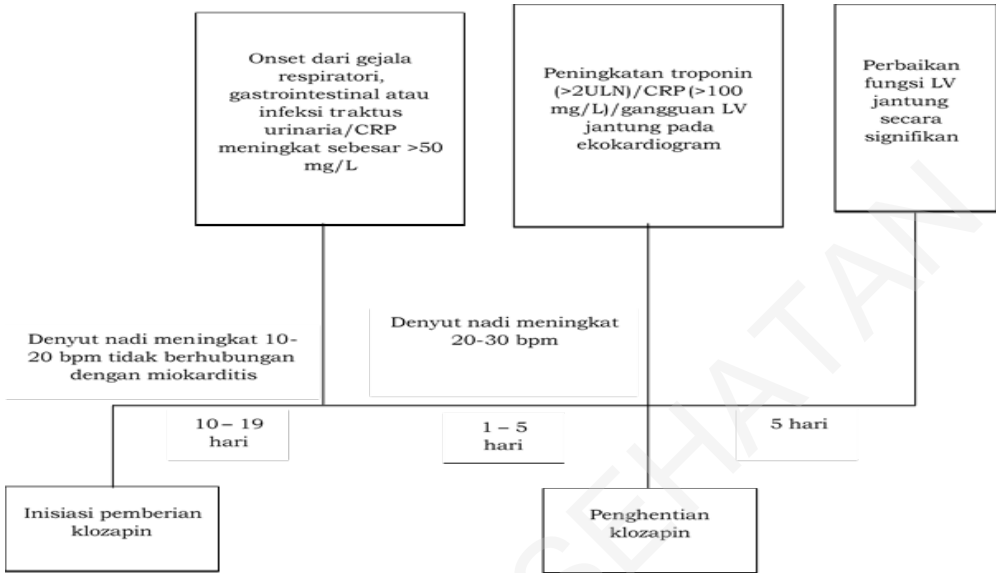 Onset dari gejala
respiratori,
gastrointestinal atau
infeksi traktus
urinaria/CRP
meningkat sebesar >50
mg/L
Peningkatan troponin
(>2ULN)/CRP(>100
mg/L)/gangguan LV
jantung pada
ekokardiogram
Perbaikan
fungsi LV
jantung
secara
signifikan
Denyut nadi meningkat 10-
20 bpm tidak berhubungan
dengan miokarditis
Denyut nadi meningkat
20-30 bpm
10 – 19
hari
1 – 5
hari
5 hari
Inisiasi pemberian
klozapin
Penghentian
klozapin
SEHATAN